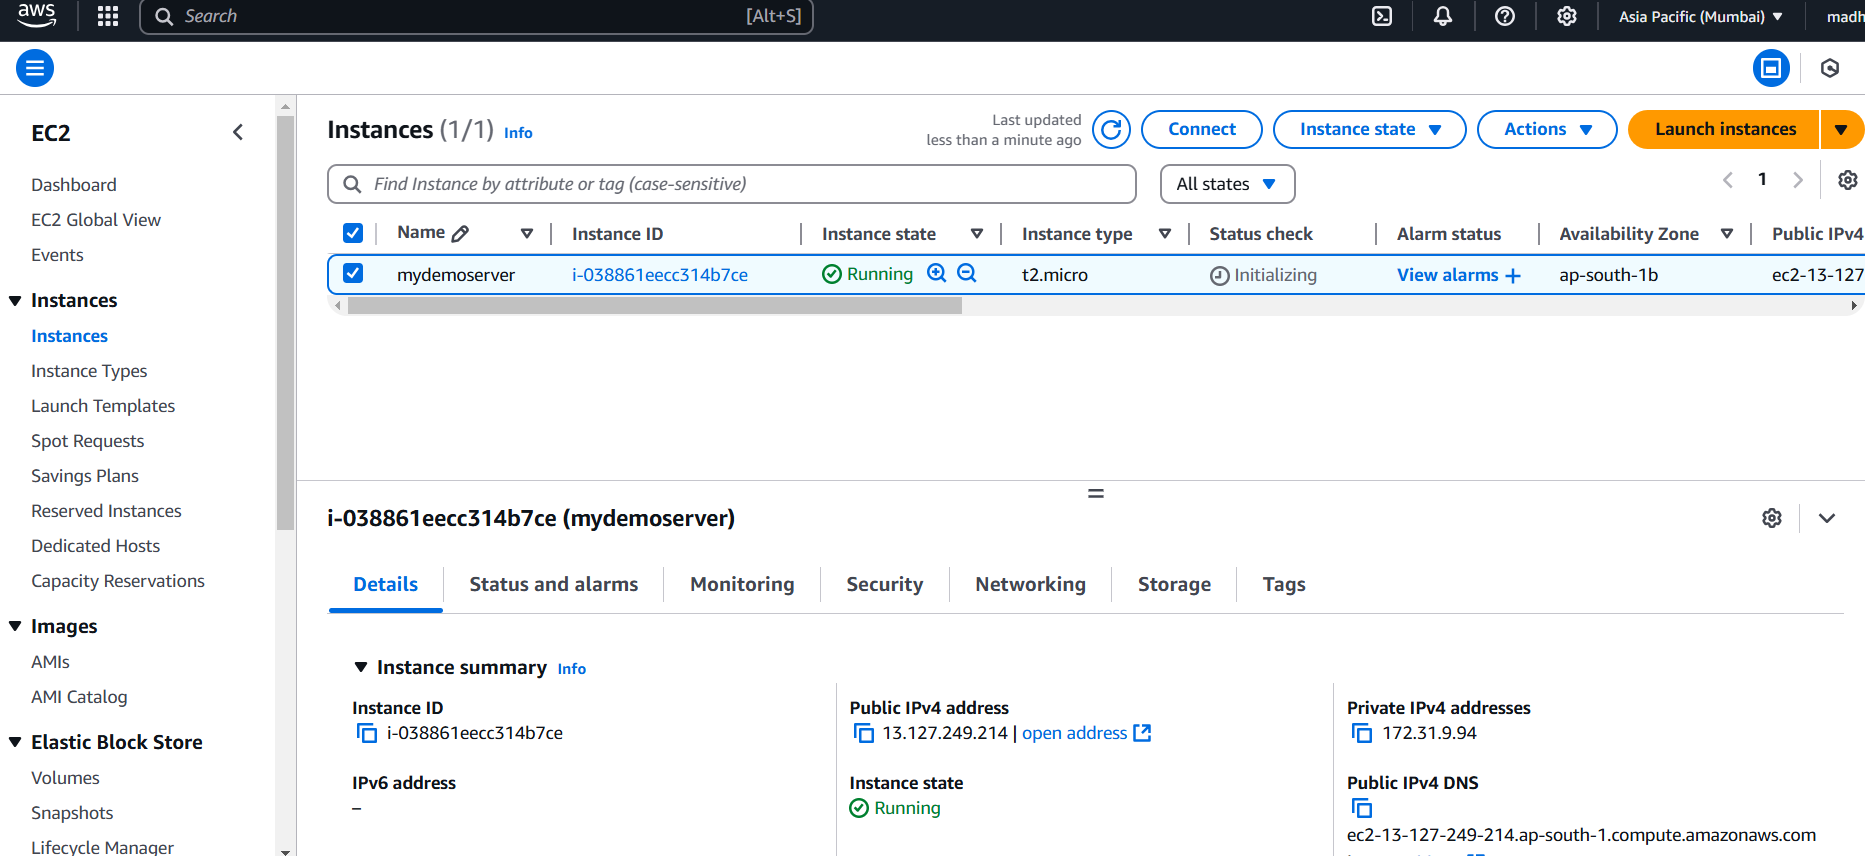 aws Search [Alt+S] Asia Pacific (Mumbai) madh
EC2
Dashboard
EC2 Global View
Events
Instances
Instances
Instance Types
Launch Templates
Spot Requests
Savings Plans
Reserved Instances
Dedicated Hosts
Capacity Reservations
Images
AMIs
AMI Catalog
Elastic Block Store
Volumes
Snapshots
Lifecycle Manager
Instances (1/1) Info
Last updated
less than a minute ago
Connect Instance state Actions Launch instances
Find Instance by attribute or tag (case-sensitive) All states 1
Name Instance ID Instance state Instance type Status check Alarm status Availability Zone Public IPv4
mydemoserver i-038861eecc314b7ce Running t2.micro Initializing View alarms + ap-south-1b ec2-13-127
i-038861eecc314b7ce (mydemoserver)
Details Status and alarms Monitoring Security Networking Storage Tags
Instance summary Info
Instance ID
i-038861eecc314b7ce
Public IPv4 address
13.127.249.214 | open address
Private IPv4 addresses
172.31.9.94
IPv6 address
–
Instance state
Running
Public IPv4 DNS
ec2-13-127-249-214.ap-south-1.compute.amazonaws.com